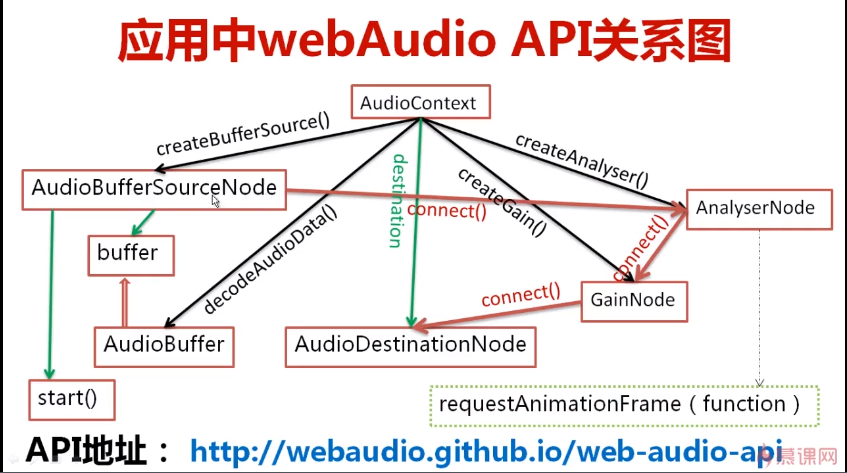 应用中webAudio API关系图
AudioContext
createBufferSource()
createAnalyser()
destination
createGain()
decodeAudioData()
AudioBufferSourceNode
connect()
AnalyserNode
connect()
buffer
GainNode
connect()
AudioBuffer
AudioDestinationNode
start()
requestAnimationFrame（function）
API地址： http://webaudio.github.io/web-audio-api
慕课网